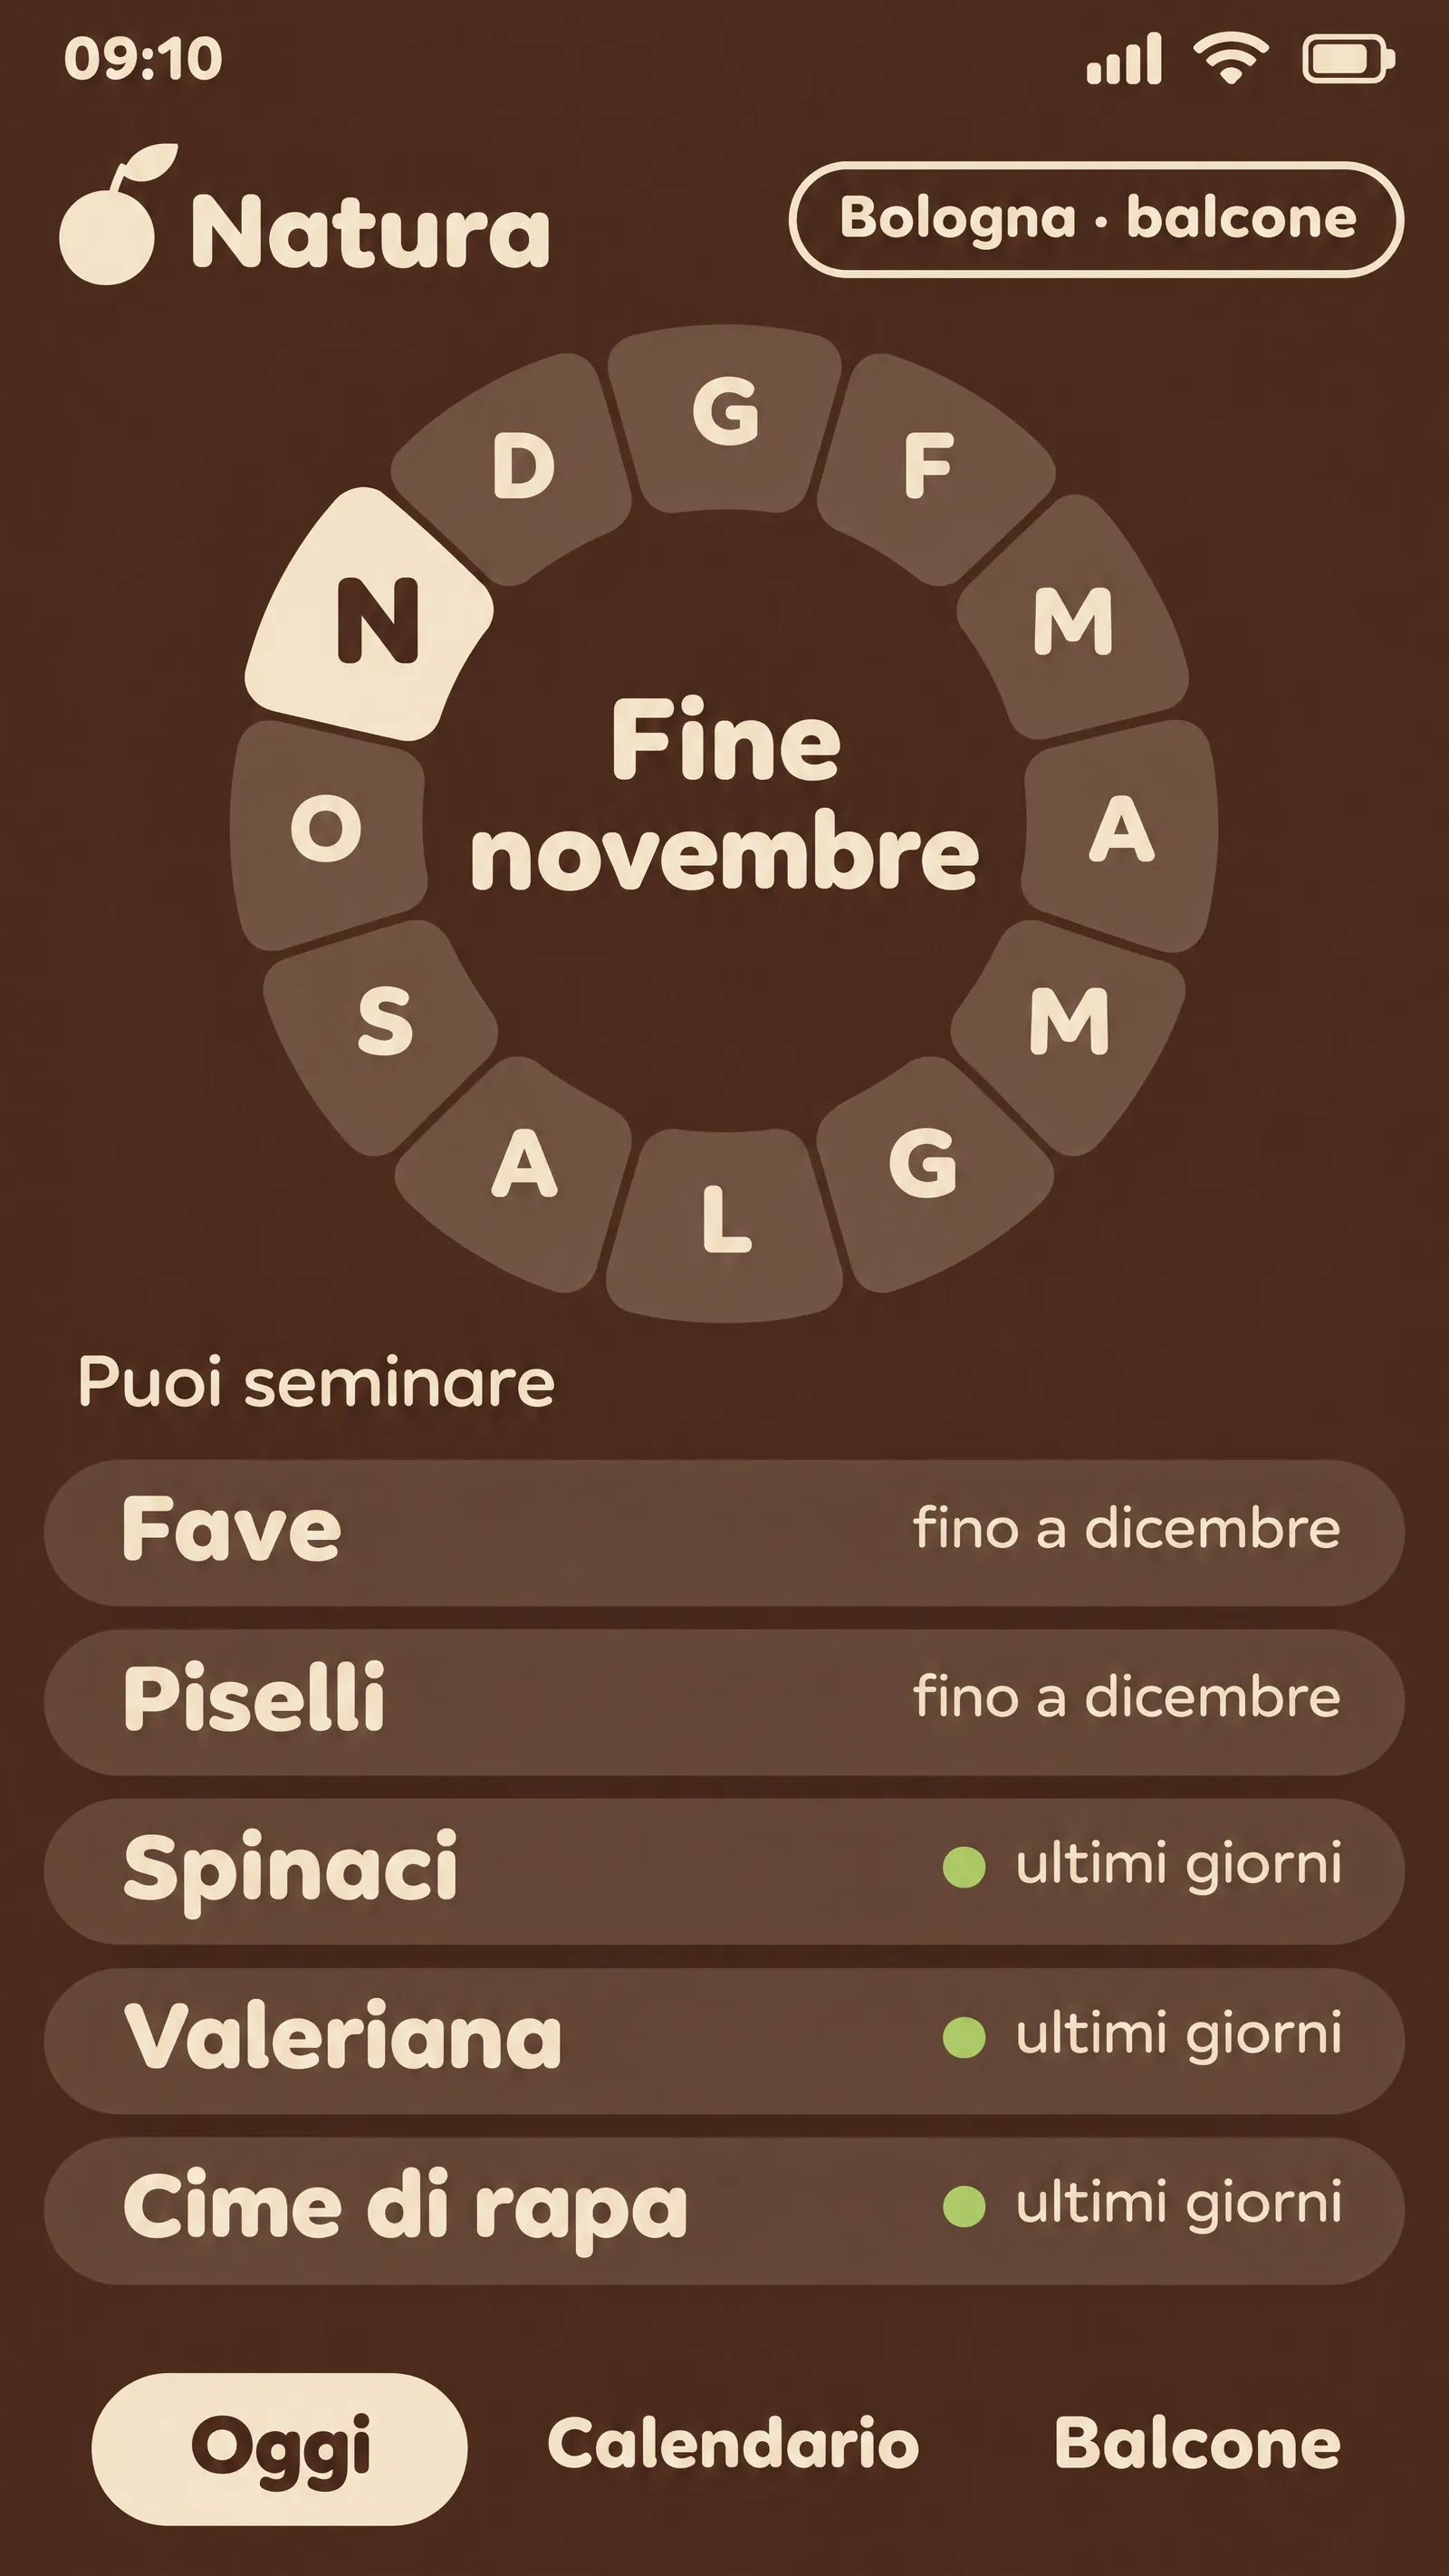 09:10
Natura
Bologna · balcone
G
F
M
A
M
G
L
A
S
O
N
D
Fine
novembre
Puoi seminare
Fave fino a dicembre
Piselli fino a dicembre
Spinaci ultimi giorni
Valeriana ultimi giorni
Cime di rapa ultimi giorni
Oggi Calendario Balcone